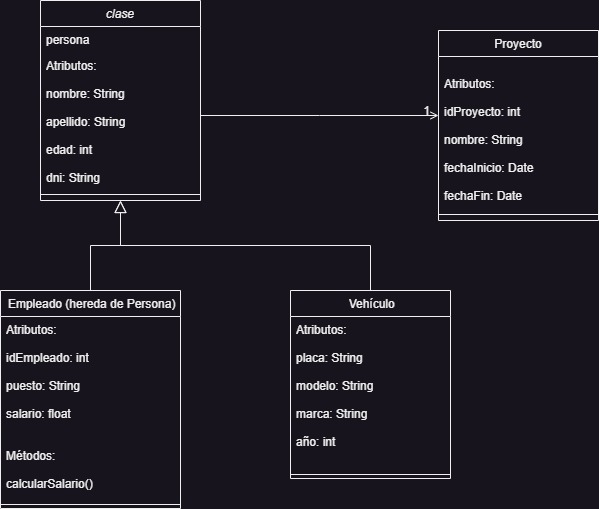 clase
persona
Atributos:
nombre: String
apellido: String
edad: int
dni: String
Proyecto
Atributos:
idProyecto: int
nombre: String
fechaInicio: Date
fechaFin: Date
1
Empleado (hereda de Persona)
Atributos:
idEmpleado: int
puesto: String
salario: float
Métodos:
calcularSalario()
Vehículo
Atributos:
placa: String
modelo: String
marca: String
año: int